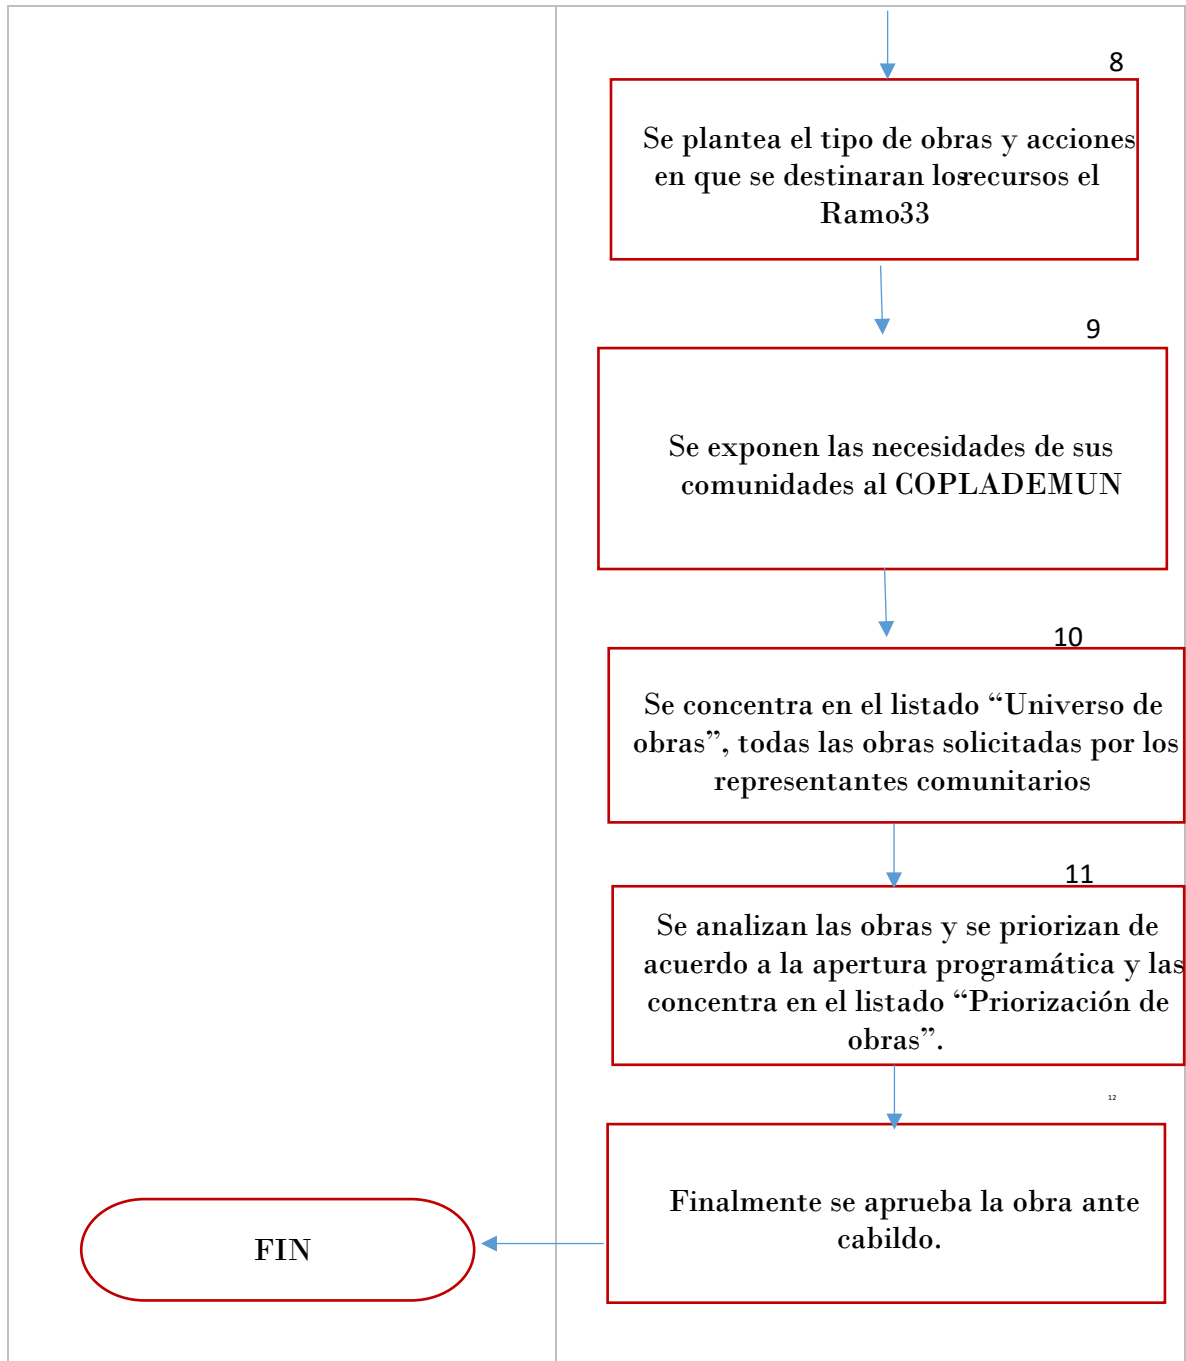 8
Se plantea el tipo de obras y acciones
en que se destinaran losrecursos el
Ramo33
9
Se exponen las necesidades de sus
comunidades al COPLADEMUN
10
Se concentra en el listado “Universo de
obras”, todas las obras solicitadas por los
representantes comunitarios
11
Se analizan las obras y se priorizan de
acuerdo a la apertura programática y las
concentra en el listado “Priorización de
obras”.
12
Finalmente se aprueba la obra ante
cabildo.
FIN